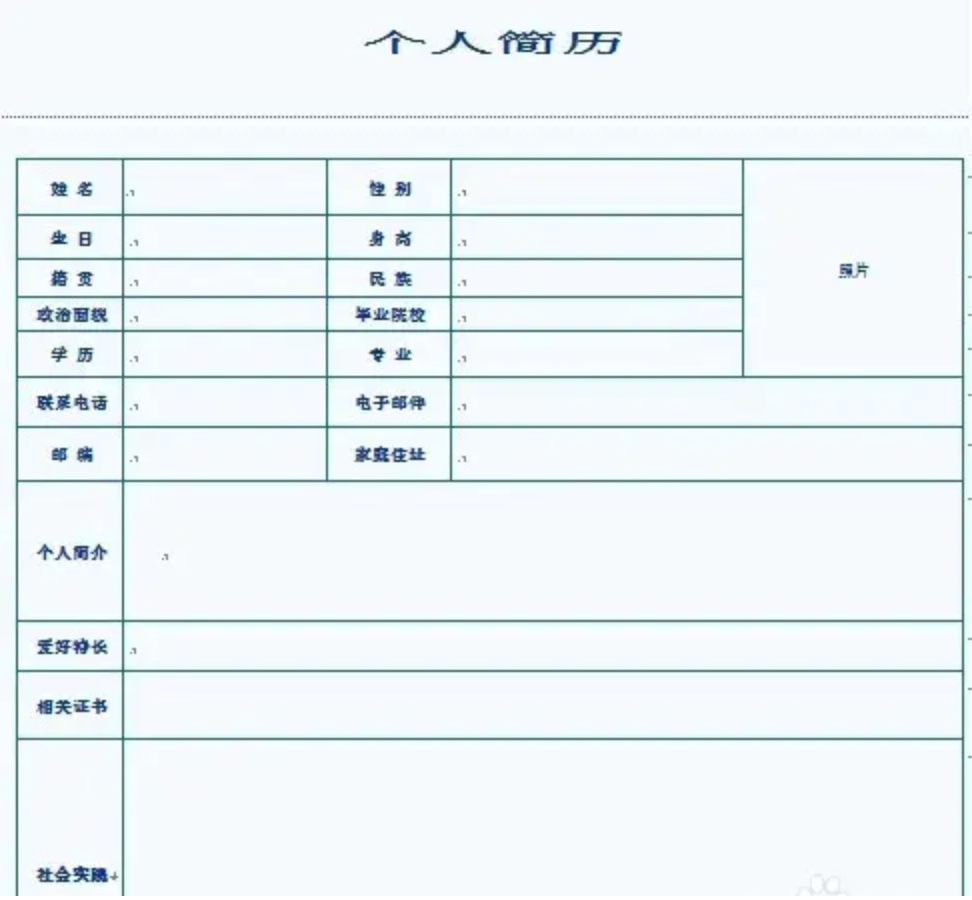 个人简历
姓 名 性 别
生 日 身 高
照片
籍 贯 民 族
政治面貌 毕业院校
学 历 专 业
联系电话 电子邮件
邮 编 家庭住址
个人简介
爱好特长
相关证书
社会实践